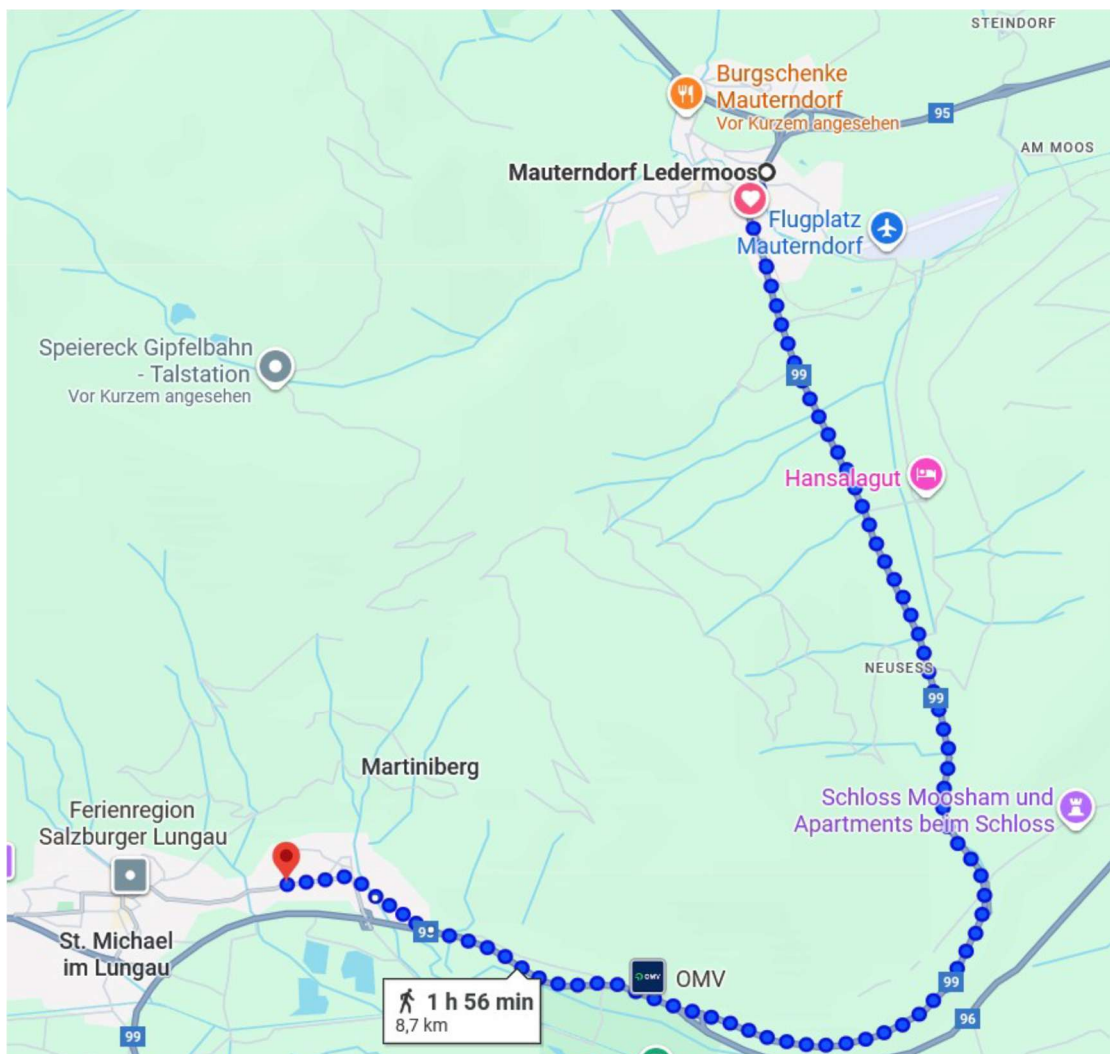 STEINDORF
Burgschenke
Mauterndorf
Vor Kurzem angesehen
95
AM MOOS
Mauterndorf Ledermoos
Flugplatz
Mauterndorf
Speiereck Gipfelbahn
- Talstation
Vor Kurzem angesehen
99
Hansalagut
NEUSESS
99
Martiniberg
Schloss Moosham und
Apartments beim Schloss
Ferienregion
Salzburger Lungau
St. Michael
im Lungau
OMV
OMV
99
1 h 56 min
8,7 km
96
99